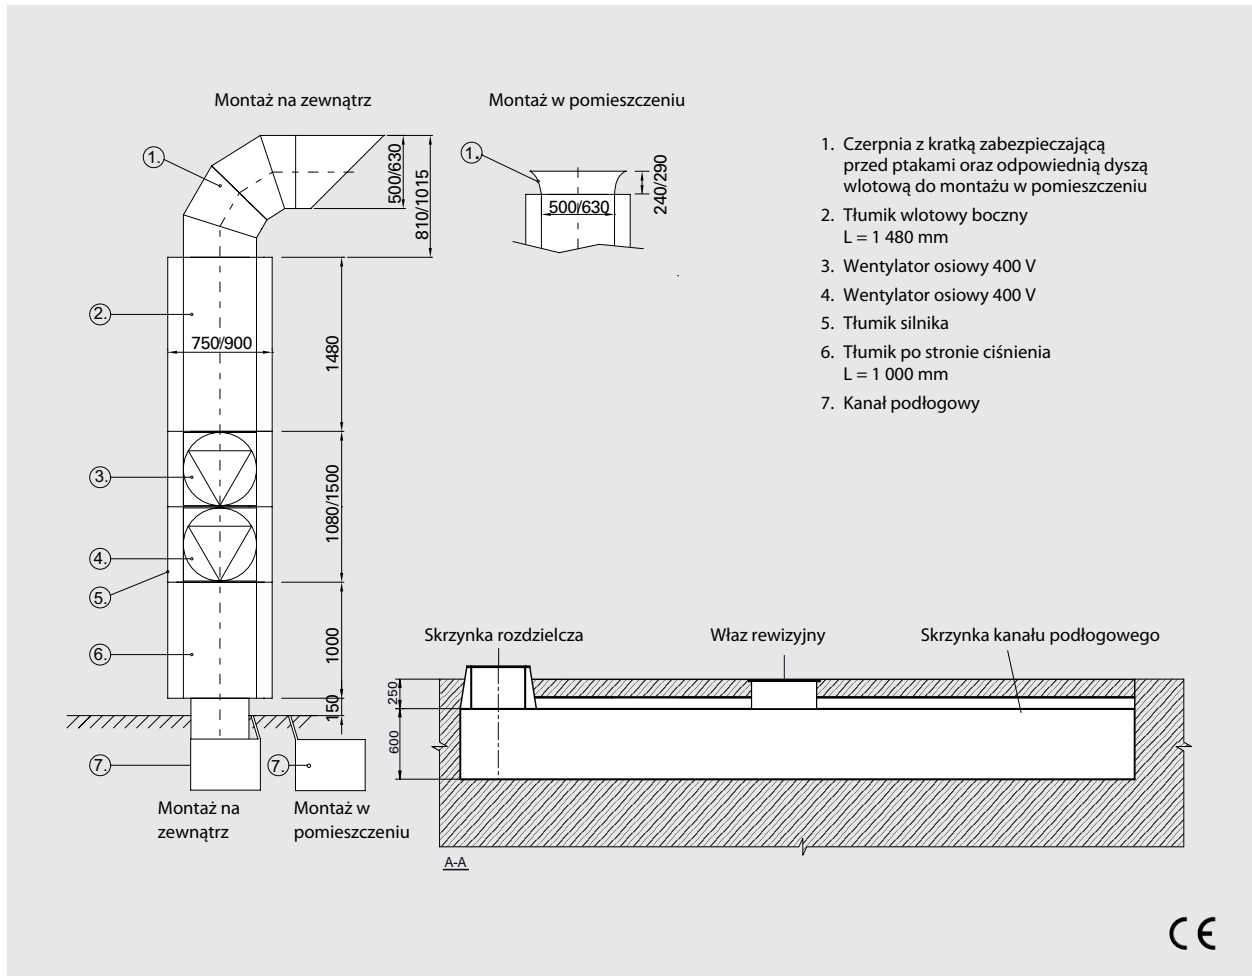 Montaż na zewnątrz
Montaż w pomieszczeniu
1.
500/630
810/1015
1.
500/630
240/290
1. Czerpnia z kratką zabezpieczającą
przed ptakami oraz odpowiednią dyszą
wlotową do montażu w pomieszczeniu
2. Tłumik wlotowy boczny
L = 1 480 mm
3. Wentylator osiowy 400 V
4. Wentylator osiowy 400 V
5. Tłumik silnika
6. Tłumik po stronie ciśnienia
L = 1 000 mm
7. Kanał podłogowy
2.
750/900
1480
3.
1080/1500
4.
5.
6.
1000
150
7.
7.
Montaż na
zewnątrz
Montaż w
pomieszczeniu
Skrzynka rozdzielcza
Właz rewizyjny
Skrzynka kanału podłogowego
250
600
A-A
CE